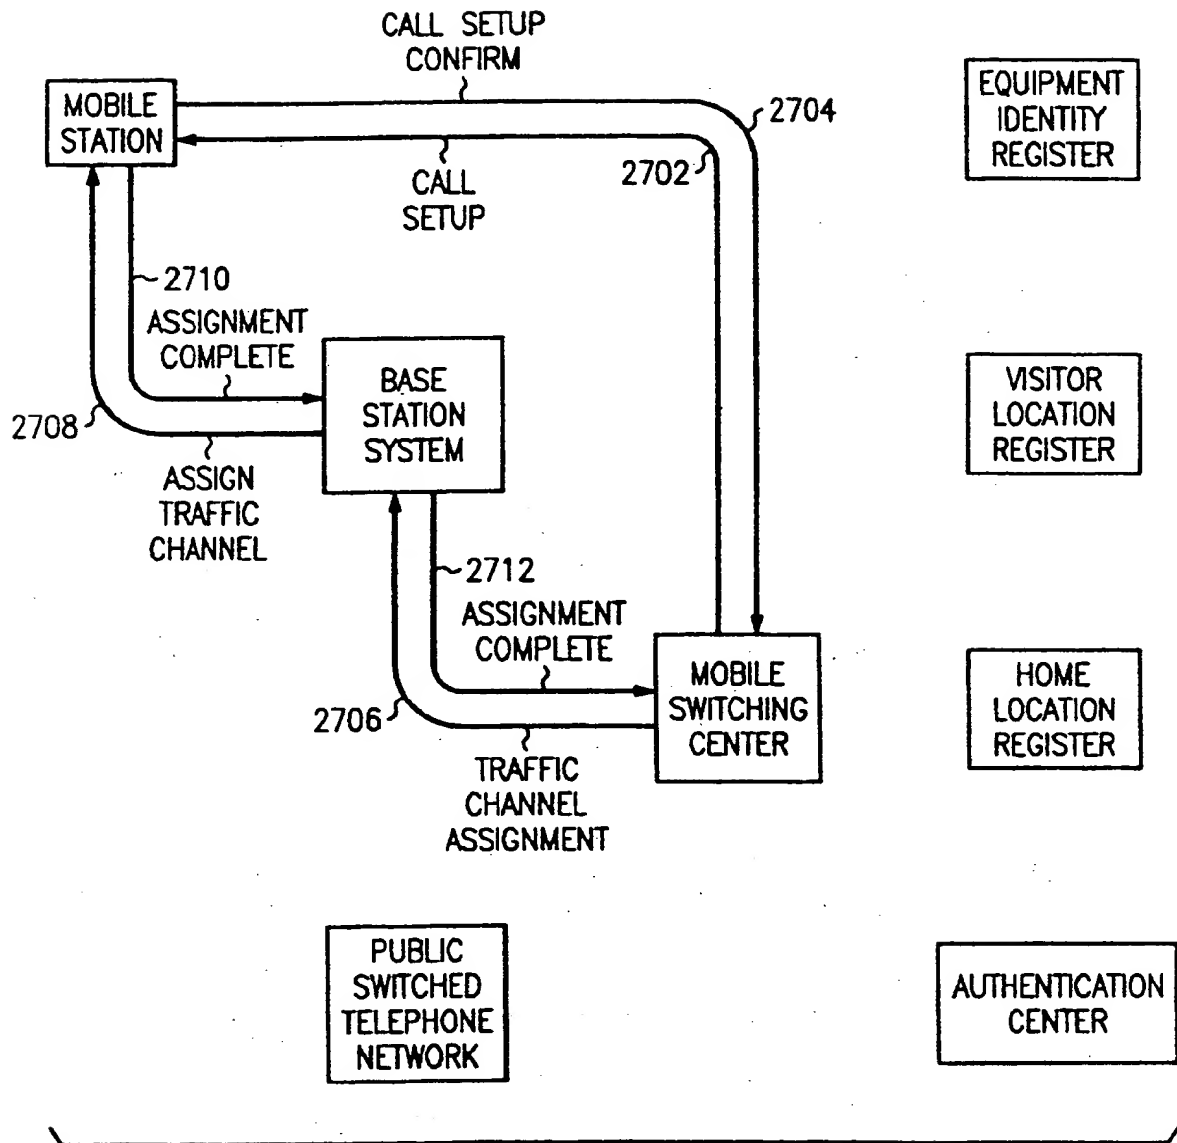 CALL SETUP
CONFIRM
MOBILE
STATION
2704
EQUIPMENT
IDENTITY
REGISTER
2702
CALL
SETUP
2710
ASSIGNMENT
COMPLETE
BASE
STATION
SYSTEM
VISITOR
LOCATION
REGISTER
2708
ASSIGN
TRAFFIC
CHANNEL
2712
ASSIGNMENT
COMPLETE
MOBILE
SWITCHING
CENTER
HOME
LOCATION
REGISTER
2706
TRAFFIC
CHANNEL
ASSIGNMENT
PUBLIC
SWITCHED
TELEPHONE
NETWORK
AUTHENTICATION
CENTER